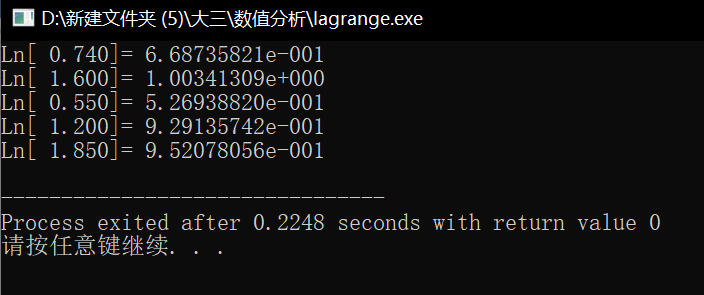 D:\新建文件夹 (5)\大三\数值分析\lagrange.exe
Ln[ 0.740]= 6.68735821e-001
Ln[ 1.600]= 1.00341309e+000
Ln[ 0.550]= 5.26938820e-001
Ln[ 1.200]= 9.29135742e-001
Ln[ 1.850]= 9.52078056e-001
--------------------------------
Process exited after 0.2248 seconds with return value 0
请按任意键继续. . .